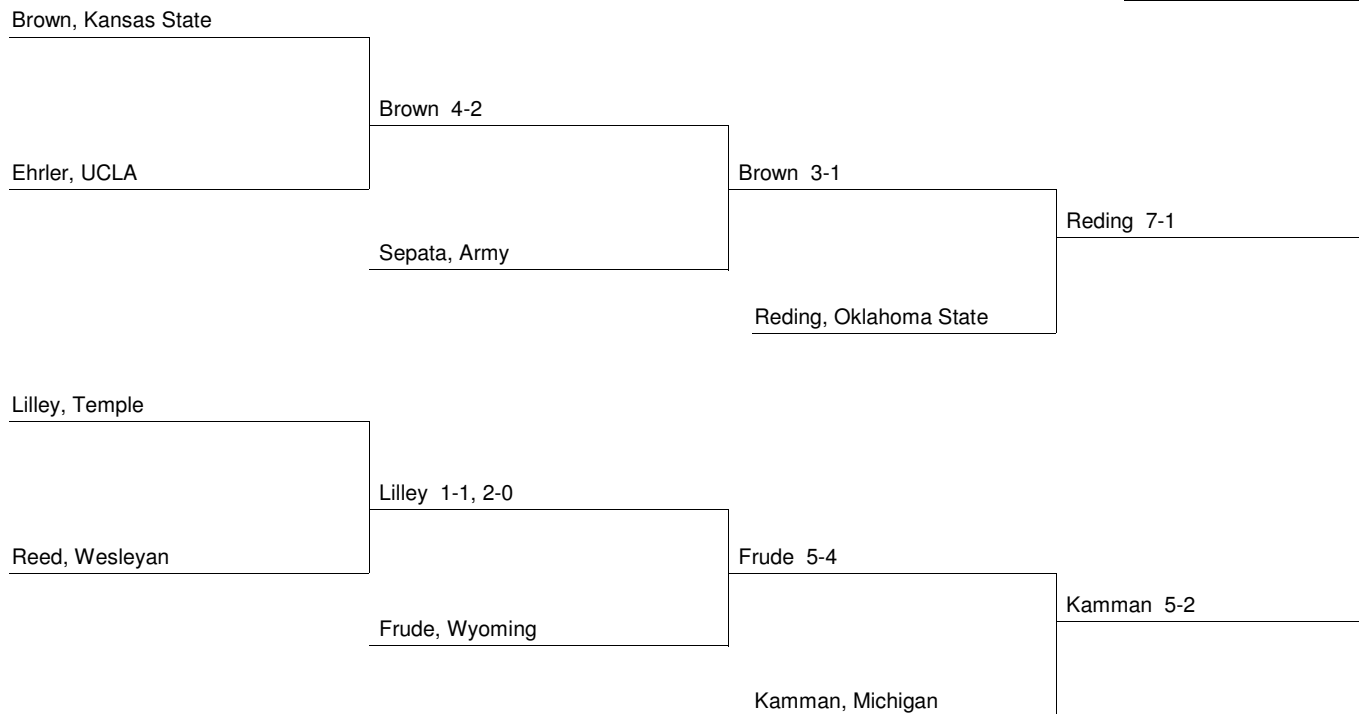 Brown, Kansas State
Brown  4-2
Ehrler, UCLA
Brown  3-1
Reding  7-1
Sepata, Army
Reding, Oklahoma State
Lilley, Temple
Lilley  1-1, 2-0
Reed, Wesleyan
Frude  5-4
Kamman  5-2
Frude, Wyoming
Kamman, Michigan